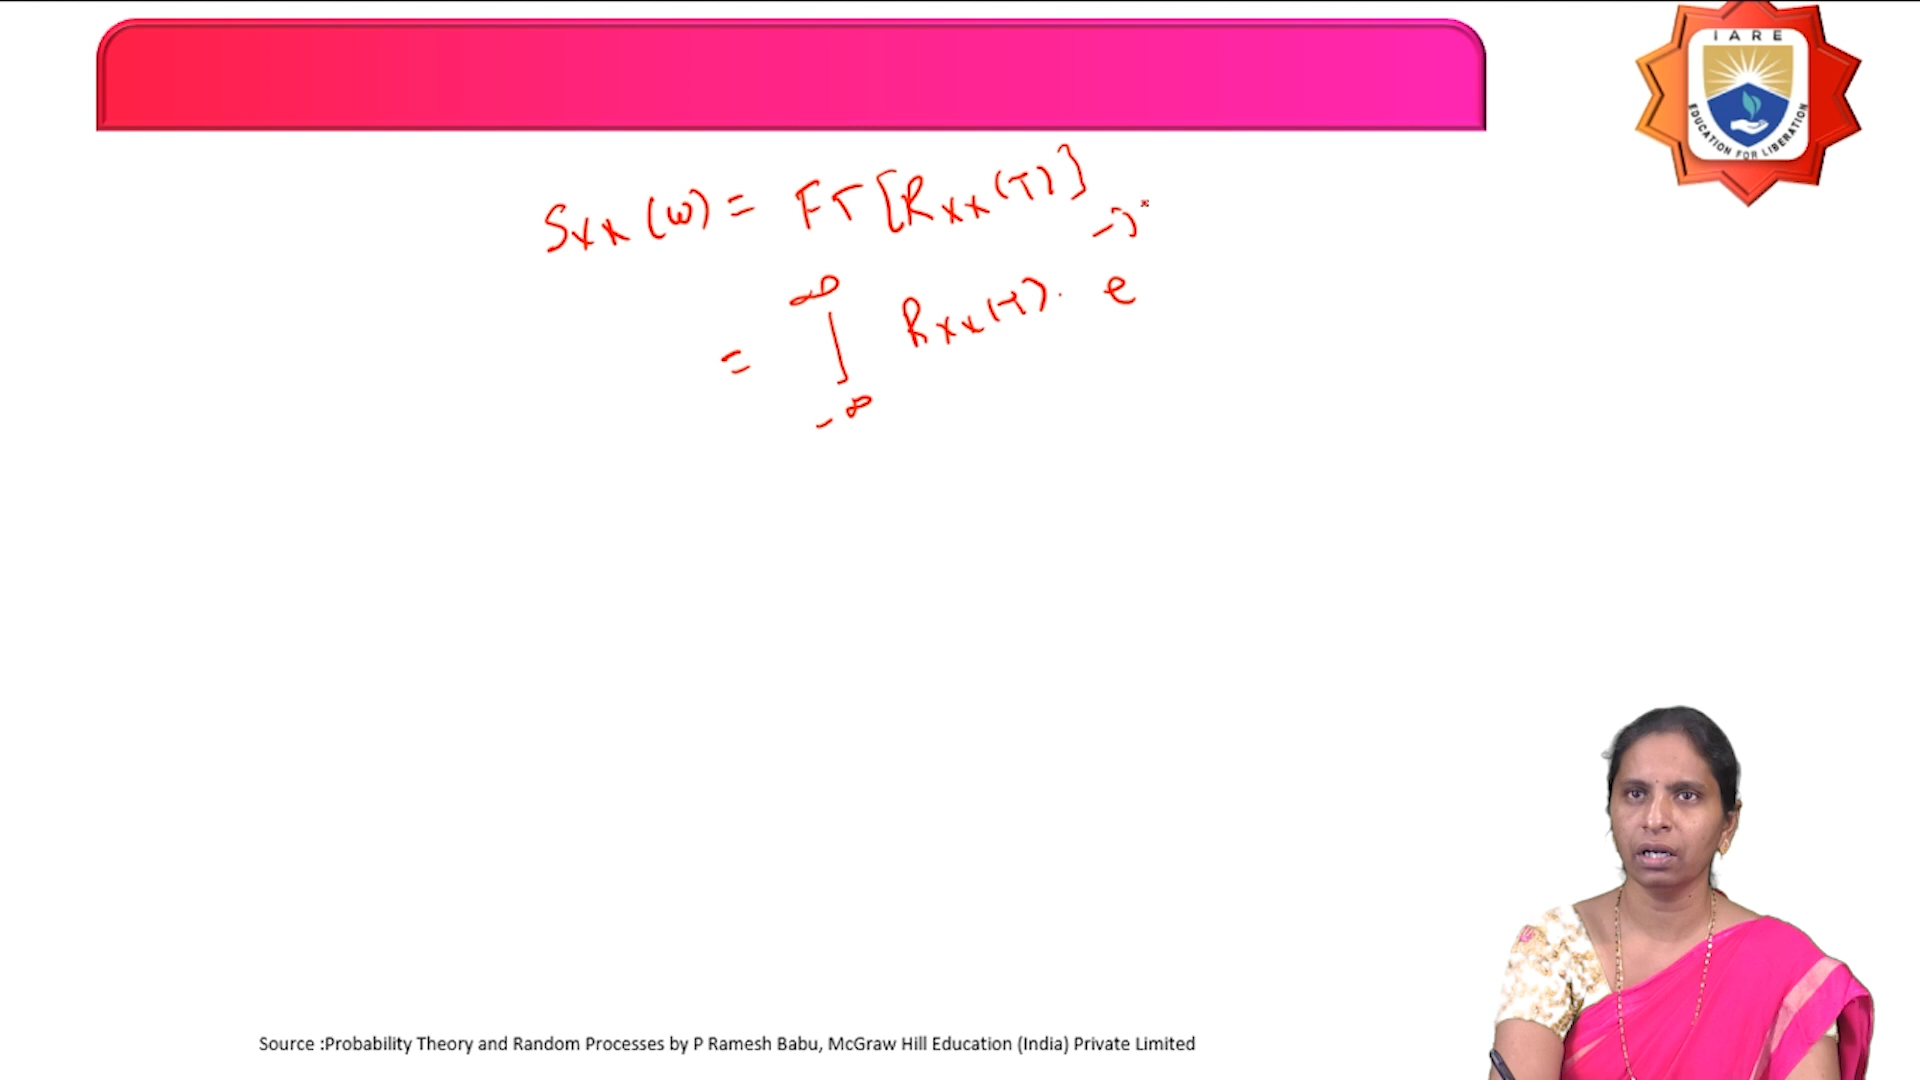 IARE
EDUCATION FOR LIBERATION
Sxx (ω) = FT [Rxx (τ)]
= ∫_{-∞}^{∞} Rxx (τ) . e^{-j
Source :Probability Theory and Random Processes by P Ramesh Babu, McGraw Hill Education (India) Private Limited